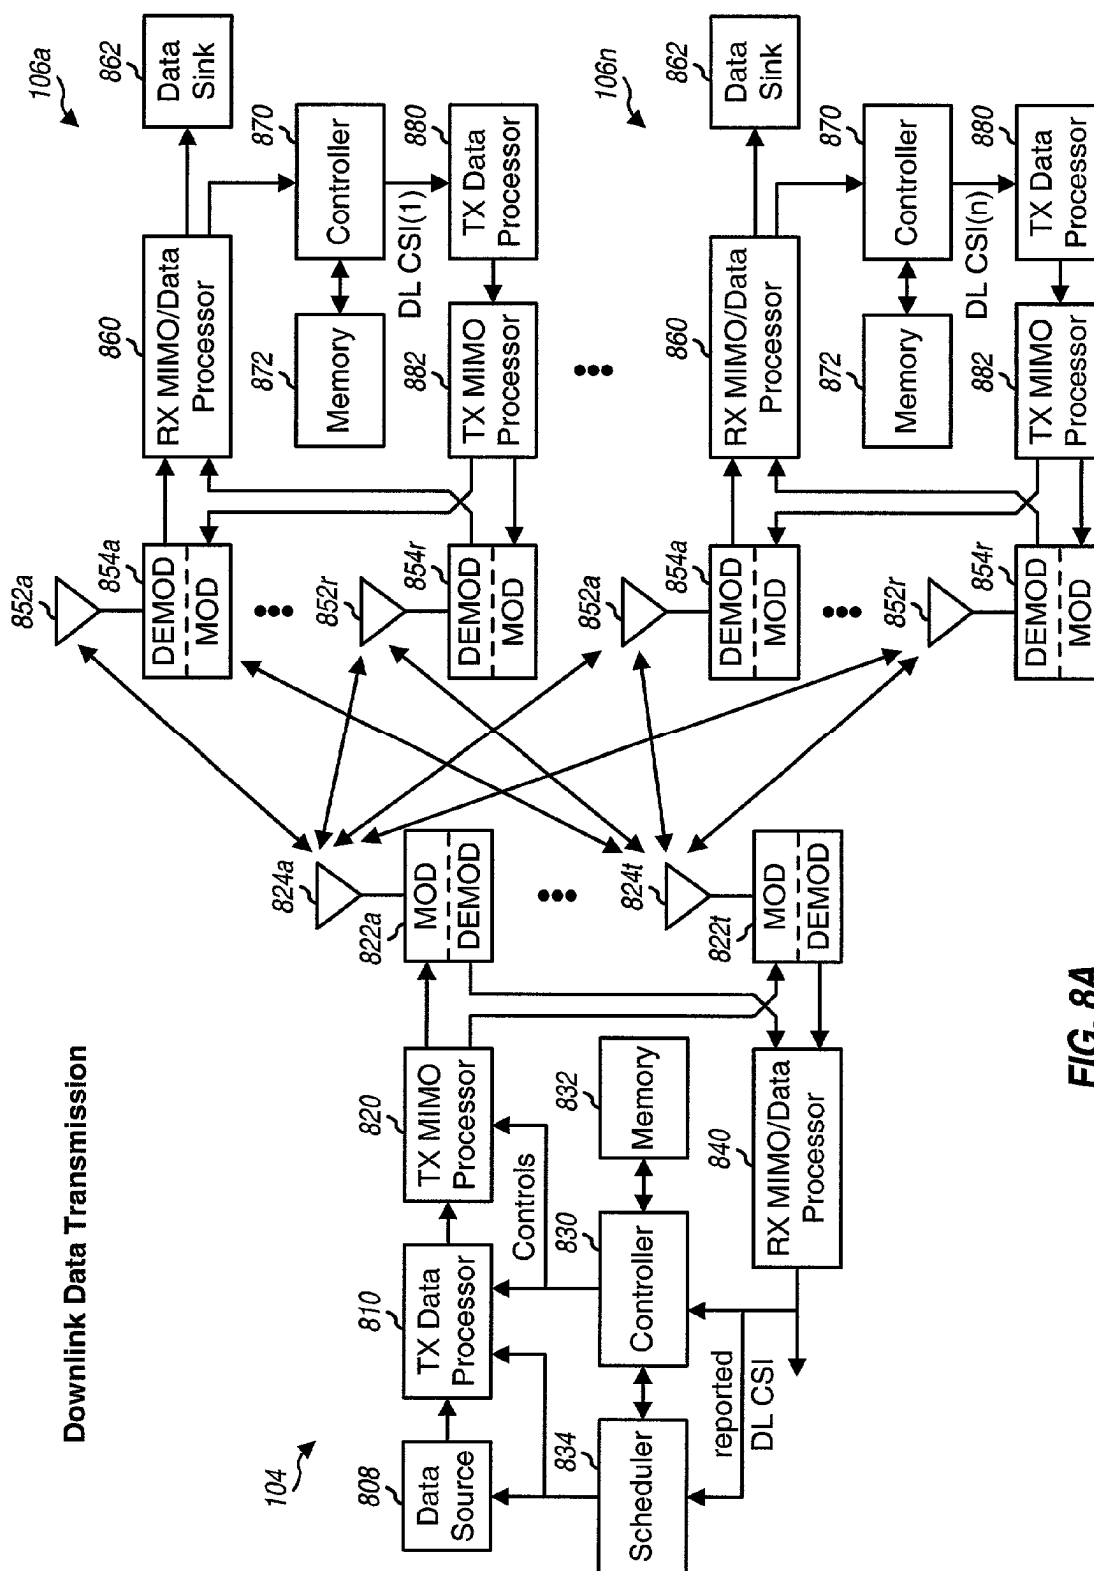 Downlink Data Transmission
104
808
Data
Source
810
TX Data
Processor
820
TX MIMO
Processor
Controls
834
Scheduler
830
Controller
832
Memory
reported
DL CSI
840
RX MIMO/Data
Processor
822a
MOD
DEMOD
824a
822t
MOD
DEMOD
824t
106a
852a
854a
DEMOD
MOD
852r
854r
DEMOD
MOD
860
RX MIMO/Data
Processor
862
Data
Sink
870
Controller
872
Memory
DL CSI(1)
880
TX Data
Processor
882
TX MIMO
Processor
106n
852a
854a
DEMOD
MOD
852r
854r
DEMOD
MOD
860
RX MIMO/Data
Processor
862
Data
Sink
870
Controller
872
Memory
DL CSI(n)
880
TX Data
Processor
882
TX MIMO
Processor
FIG. 8A